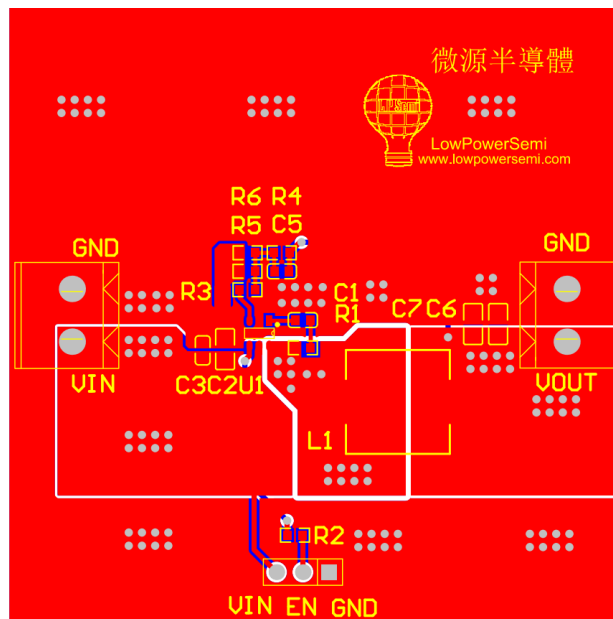 微源半導體
LPSemi
LowPowerSemi
www.lowpowersemi.com
R6 R4
R5 C5
GND
GND
R3
C1
R1
C7 C6
VIN
C3C2U1
VOUT
L1
R2
VIN EN GND